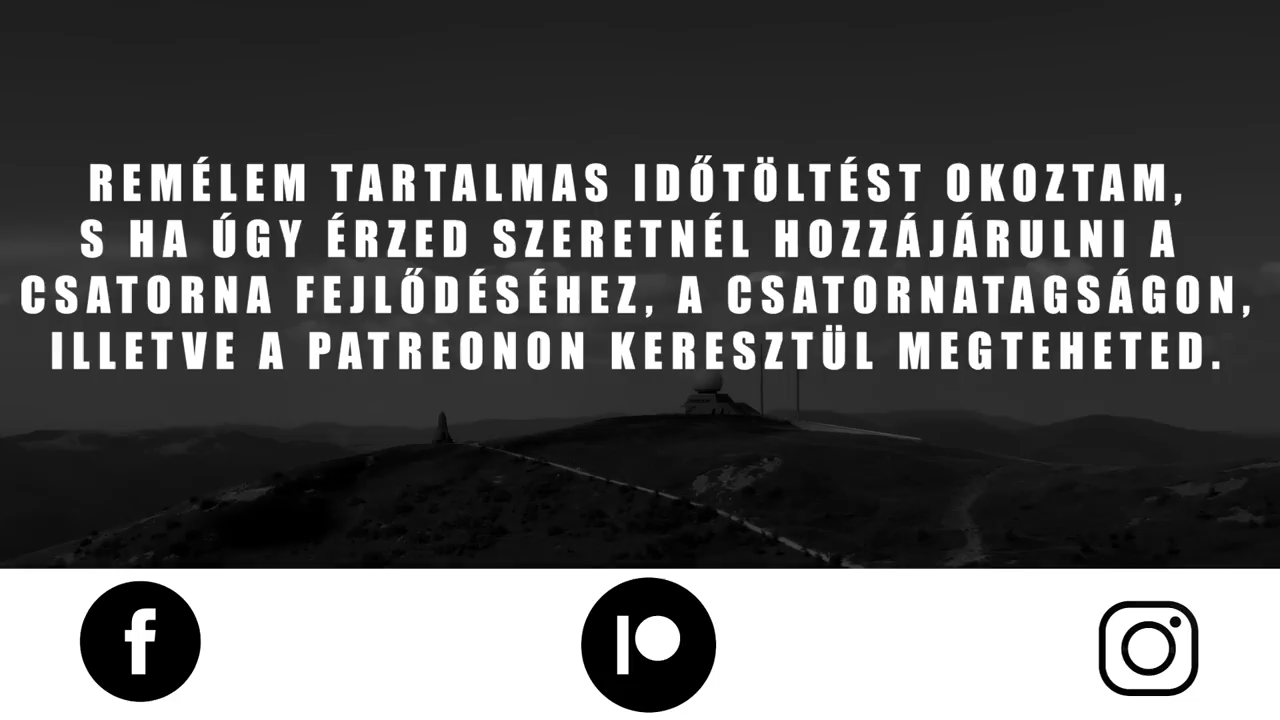 REMÉLEM TARTALMAS IDŐTÖLTÉST OKOZTAM,
S HA ÚGY ÉRZED SZERETNÉL HOZZÁJÁRULNI A
CSATORNA FEJLŐDÉSÉHEZ, A CSATORNATAGSÁGON,
ILLETVE A PATREONON KERESZTÜL MEGTEHETED.